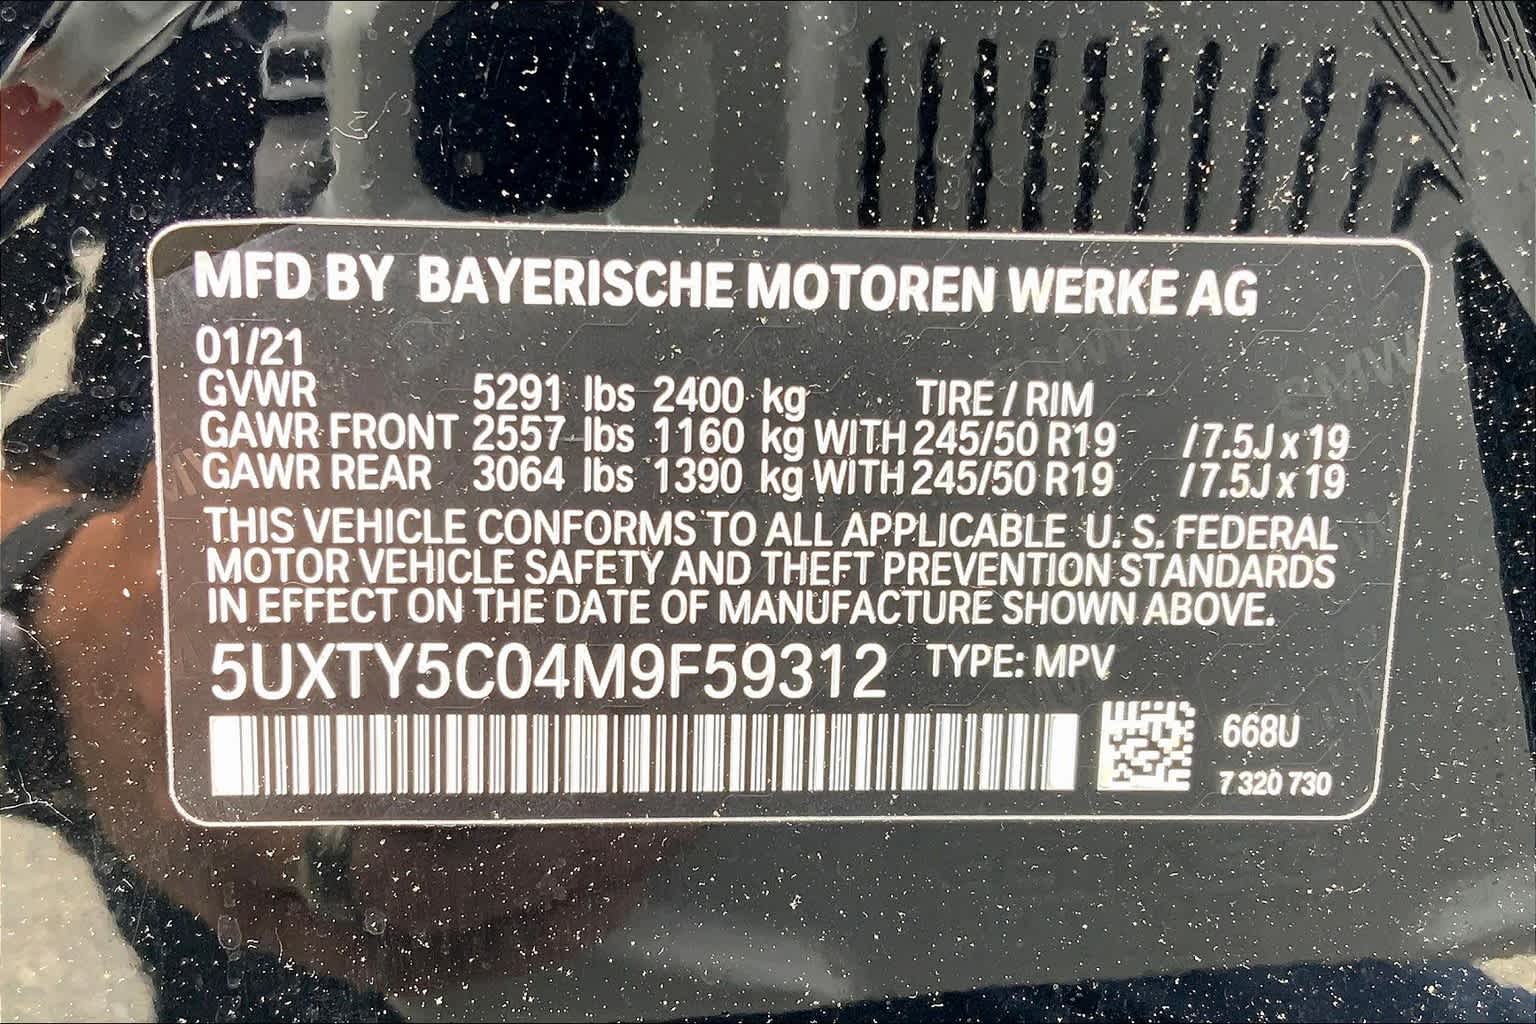 MFD BY BAYERISCHE MOTOREN WERKE AG
01/21
GVWR 5291 lbs 2400 kg TIRE / RIM
GAWR FRONT 2557 lbs 1160 kg WITH 245/50 R19 /7.5J x 19
GAWR REAR 3064 lbs 1390 kg WITH 245/50 R19 /7.5J x 19
THIS VEHICLE CONFORMS TO ALL APPLICABLE U. S. FEDERAL
MOTOR VEHICLE SAFETY AND THEFT PREVENTION STANDARDS
IN EFFECT ON THE DATE OF MANUFACTURE SHOWN ABOVE.
5UXTY5C04M9F59312 TYPE: MPV
668U
7 320 730